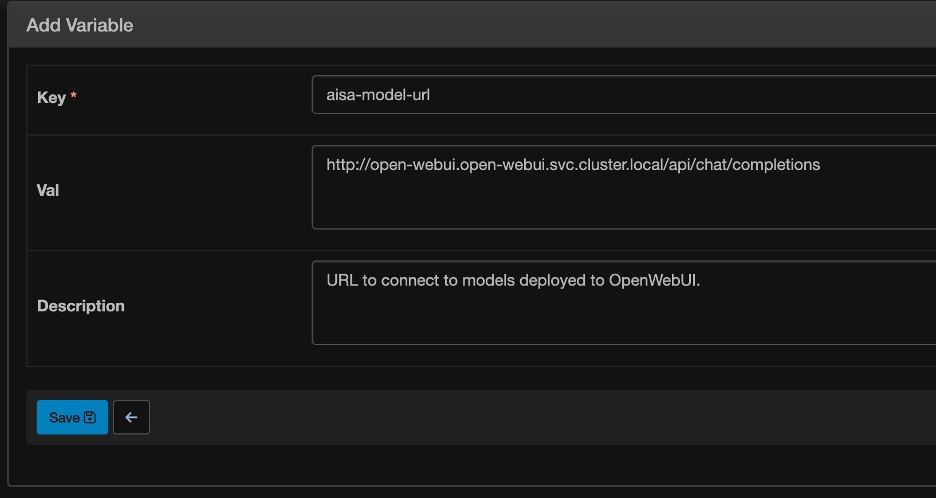 Add Variable
Key *
aisa-model-url
Val
http://open-webui.open-webui.svc.cluster.local/api/chat/completions
Description
URL to connect to models deployed to OpenWebUI.
Save